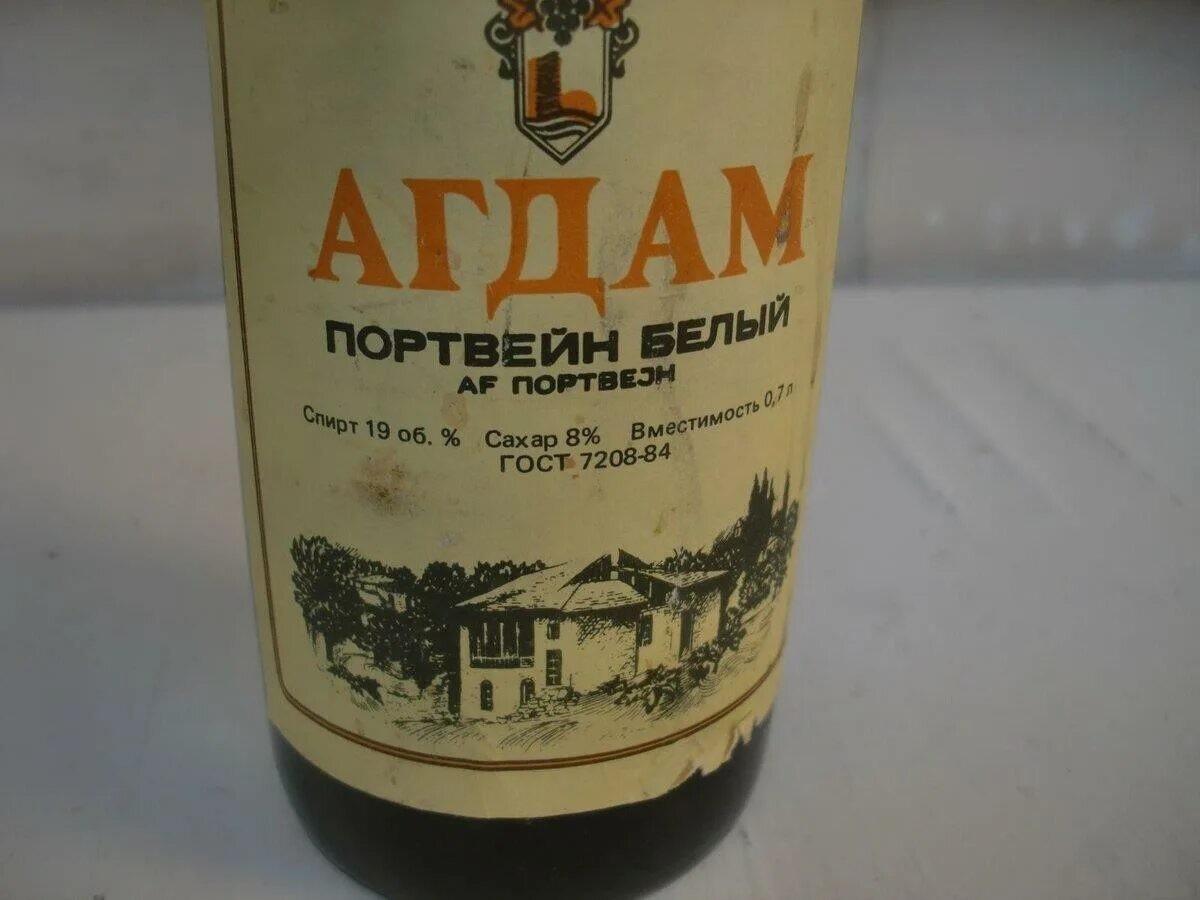 АГДАМ
ПОРТВЕЙН БЕЛЫЙ
АҒ ПОРТВЕЈН
Спирт 19 об. % Сахар 8% Вместимость 0,7 л
ГОСТ 7208-84